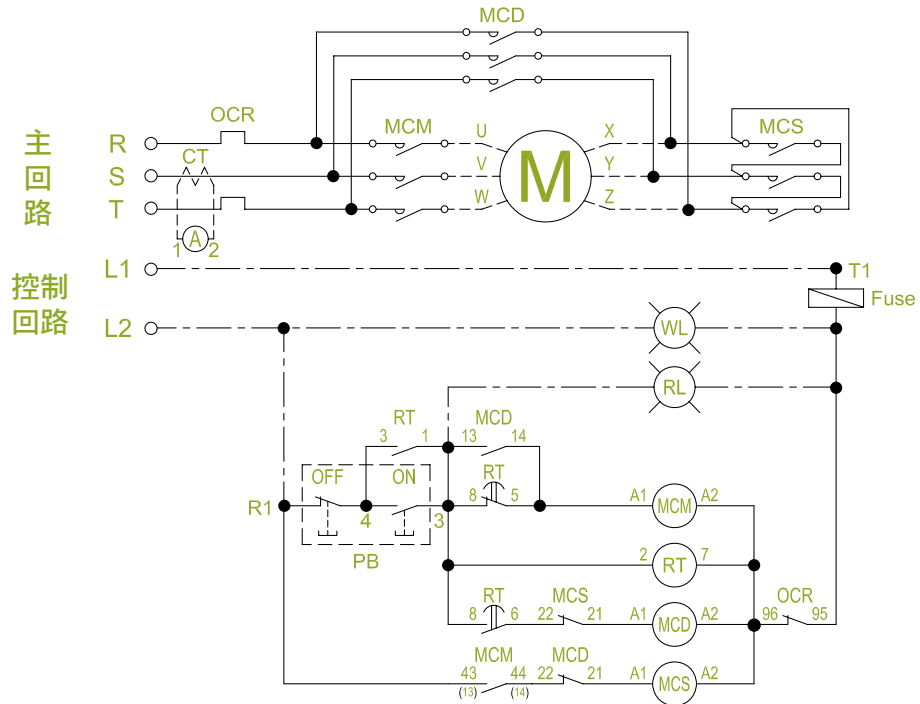 MCD
OCR
MCM
MCS
主回路
R
S
T
CT
U
V
W
X
Y
Z
M
1 A 2
控制回路
L1
T1
Fuse
L2
WL
RL
RT
MCD
3 1
13 14
OFF ON
RT
8 5
R1
4
3
PB
A1 MCM A2
2 RT 7
RT
8 6
MCS
22 21
A1 MCD A2
OCR
96 95
MCM
43 44
(13) (14)
MCD
22 21
A1 MCS A2